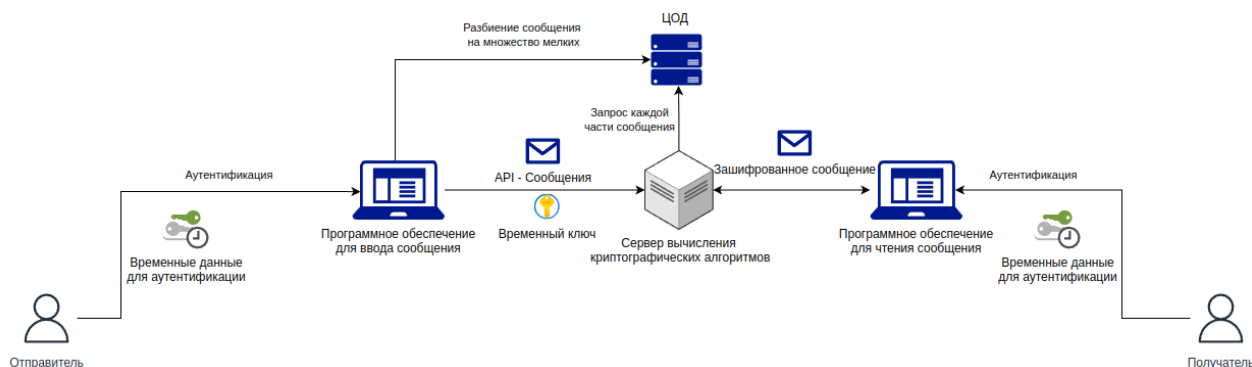 ЦОД
Разбиение сообщения
на множество мелких
Запрос каждой
части сообщения
Аутентификация
API - Сообщения
Зашифрованное сообщение
Аутентификация
Временный ключ
Программное обеспечение
для ввода сообщения
Сервер вычисления
криптографических алгоритмов
Программное обеспечение
для чтения сообщения
Временные данные
для аутентификации
Временные данные
для аутентификации
Отправитель
Получатель